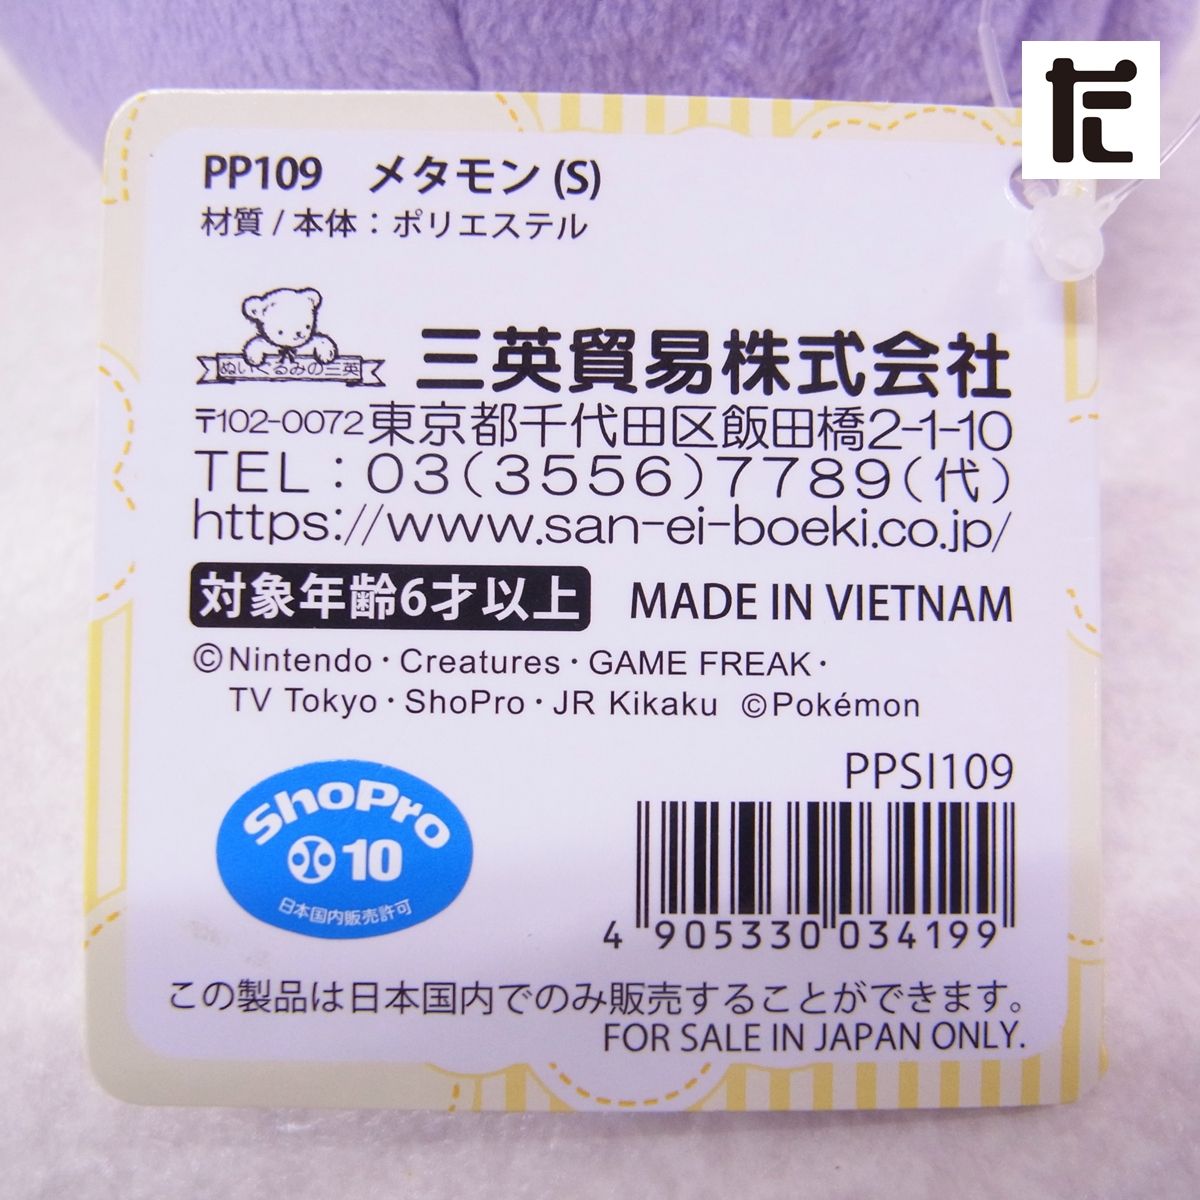 PP109 メタモン (S)
材質 / 本体：ポリエステル
ぬいぐるみの三英
三英貿易株式会社
〒102-0072東京都千代田区飯田橋2-1-10
TEL：03(3556)7789(代)
https://www.san-ei-boeki.co.jp/
対象年齢6才以上
MADE IN VIETNAM
©Nintendo・Creatures・GAME FREAK・
TV Tokyo・ShoPro・JR Kikaku ©Pokémon
PPSI109
ShoPro
10
日本国内販売許可
4 905330 034199
この製品は日本国内でのみ販売することができます。
FOR SALE IN JAPAN ONLY.